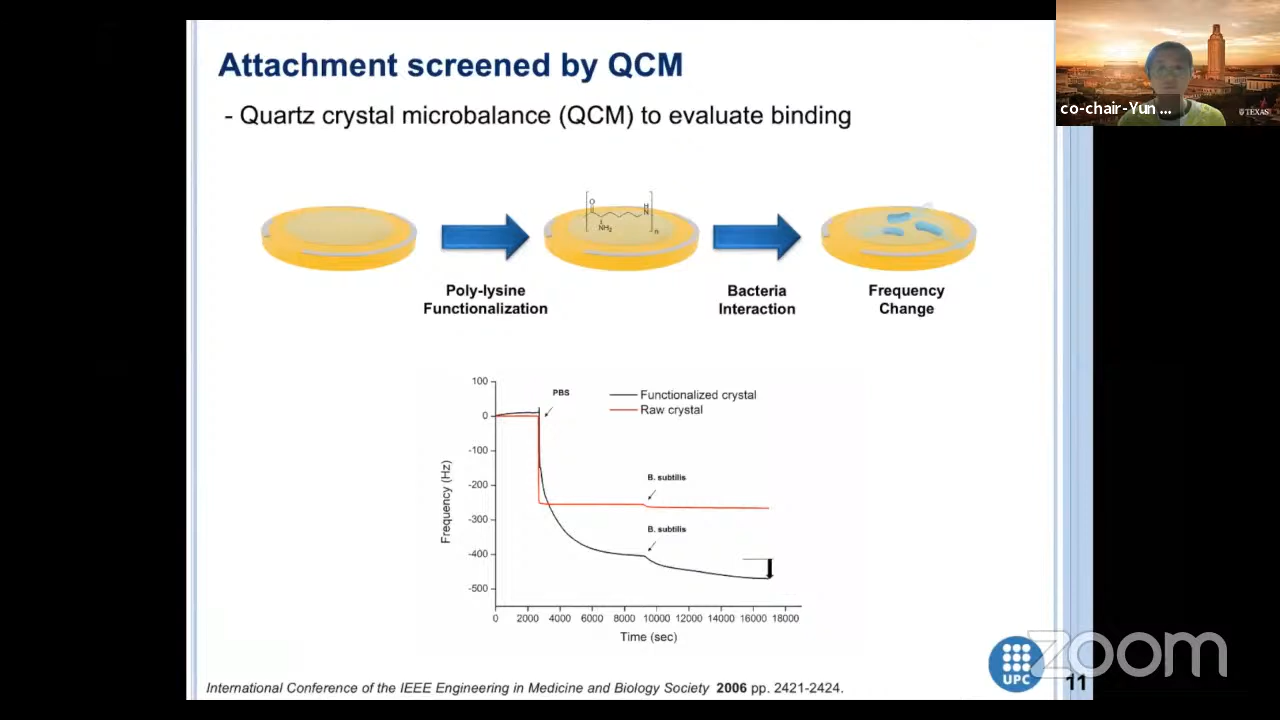 Attachment screened by QCM
- Quartz crystal microbalance (QCM) to evaluate binding
co-chair-Yun ...
TEXAS
O
NH₂
H
N
n
Poly-lysine
Functionalization
Bacteria
Interaction
Frequency
Change
PBS
Functionalized crystal
Raw crystal
B. subtilis
B. subtilis
Frequency (Hz)
100
0
-100
-200
-300
-400
-500
0 2000 4000 6000 8000 10000 12000 14000 16000 18000
Time (sec)
International Conference of the IEEE Engineering in Medicine and Biology Society 2006 pp. 2421-2424.
UPC
zoom
11